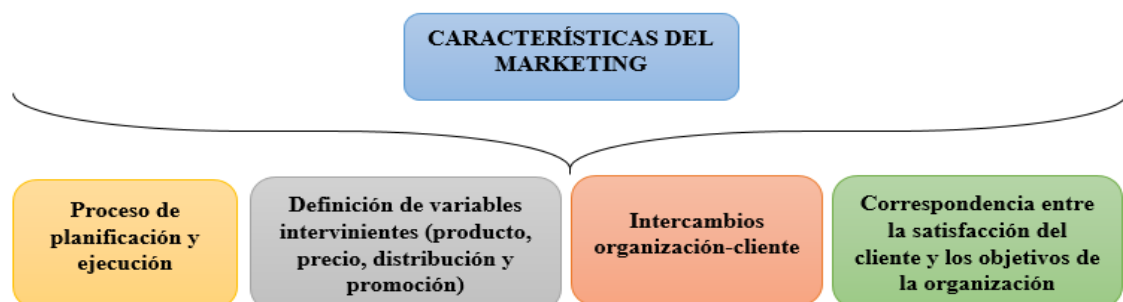 CARACTERÍSTICAS DEL
MARKETING
Proceso de
planificación y
ejecución
Definición de variables
intervinientes (producto,
precio, distribución y
promoción)
Intercambios
organización-cliente
Correspondencia entre
la satisfacción del
cliente y los objetivos de
la organización